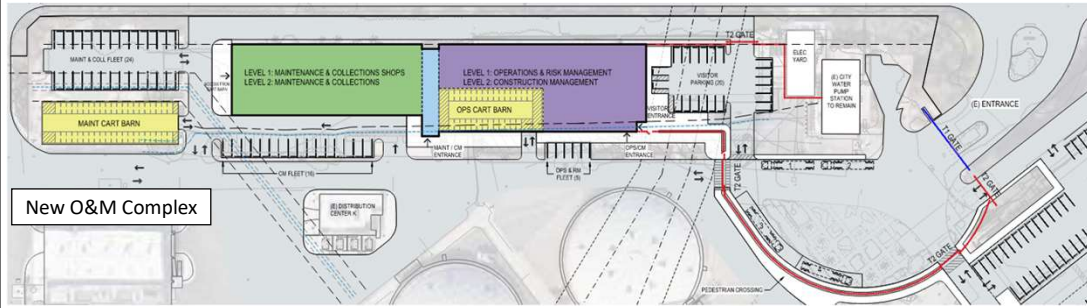 MAINT & COLL FLEET (24)
LEVEL 1: MAINTENANCE & COLLECTIONS SHOPS
LEVEL 2: MAINTENANCE & COLLECTIONS
LEVEL 1: OPERATIONS & RISK MANAGEMENT
LEVEL 2: CONSTRUCTION MANAGEMENT
T2 GATE
ELEC
YARD
VISITOR
PARKING (20)
(E) CITY
WATER
PUMP
STATION
TO REMAIN
(E) ENTRANCE
OPS CART BARN
VISITOR
ENTRANCE
MAINT CART BARN
T1 GATE
MAINT / CM
ENTRANCE
OPS/CM
ENTRANCE
CM FLEET (16)
OPS & RM
FLEET (5)
T2 GATE
T2 GATE
New O&M Complex
(E) DISTRIBUTION
CENTER K
T2 GATE
PEDESTRIAN CROSSING